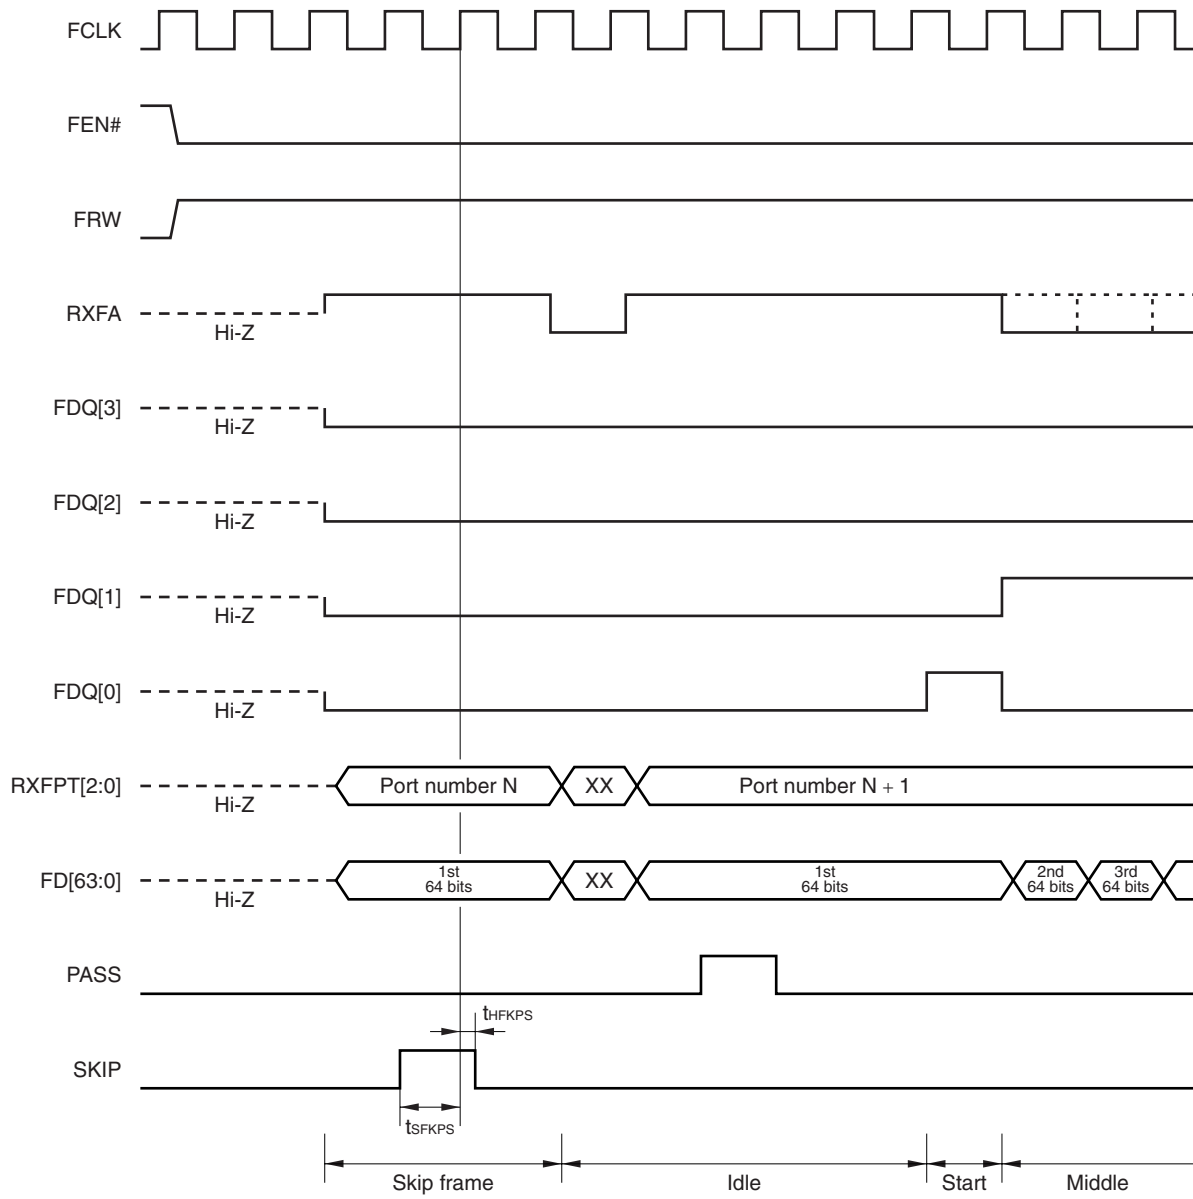 FCLK
FEN#
FRW
RXFA
Hi-Z
FDQ[3]
Hi-Z
FDQ[2]
Hi-Z
FDQ[1]
Hi-Z
FDQ[0]
Hi-Z
RXFPT[2:0]
Hi-Z
Port number N
XX
Port number N + 1
FD[63:0]
Hi-Z
1st
64 bits
XX
1st
64 bits
2nd
64 bits
3rd
64 bits
PASS
tHFKPS
SKIP
tSFKPS
Skip frame
Idle
Start
Middle